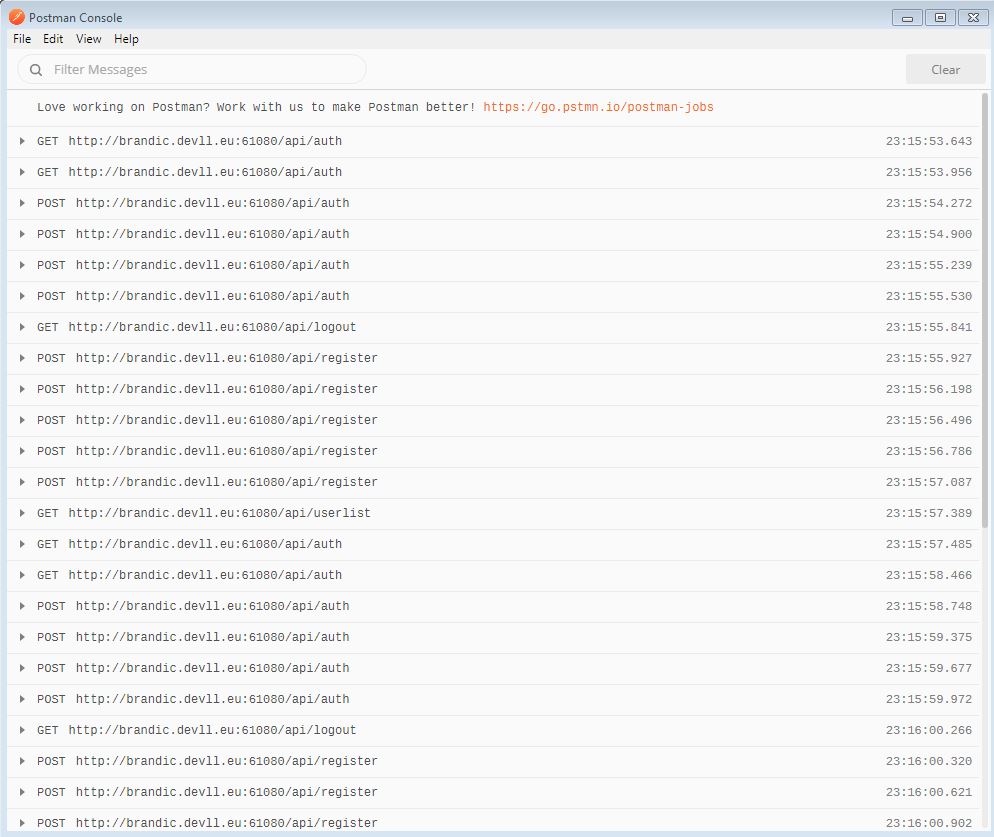 Postman Console
File Edit View Help
Filter Messages Clear
Love working on Postman? Work with us to make Postman better! https://go.pstmn.io/postman-jobs
GET http://brandic.devll.eu:61080/api/auth 23:15:53.643
GET http://brandic.devll.eu:61080/api/auth 23:15:53.956
POST http://brandic.devll.eu:61080/api/auth 23:15:54.272
POST http://brandic.devll.eu:61080/api/auth 23:15:54.900
POST http://brandic.devll.eu:61080/api/auth 23:15:55.239
POST http://brandic.devll.eu:61080/api/auth 23:15:55.530
GET http://brandic.devll.eu:61080/api/logout 23:15:55.841
POST http://brandic.devll.eu:61080/api/register 23:15:55.927
POST http://brandic.devll.eu:61080/api/register 23:15:56.198
POST http://brandic.devll.eu:61080/api/register 23:15:56.496
POST http://brandic.devll.eu:61080/api/register 23:15:56.786
POST http://brandic.devll.eu:61080/api/register 23:15:57.087
GET http://brandic.devll.eu:61080/api/userlist 23:15:57.389
GET http://brandic.devll.eu:61080/api/auth 23:15:57.485
GET http://brandic.devll.eu:61080/api/auth 23:15:58.466
POST http://brandic.devll.eu:61080/api/auth 23:15:58.748
POST http://brandic.devll.eu:61080/api/auth 23:15:59.375
POST http://brandic.devll.eu:61080/api/auth 23:15:59.677
POST http://brandic.devll.eu:61080/api/auth 23:15:59.972
GET http://brandic.devll.eu:61080/api/logout 23:16:00.266
POST http://brandic.devll.eu:61080/api/register 23:16:00.320
POST http://brandic.devll.eu:61080/api/register 23:16:00.621
POST http://brandic.devll.eu:61080/api/register 23:16:00.902